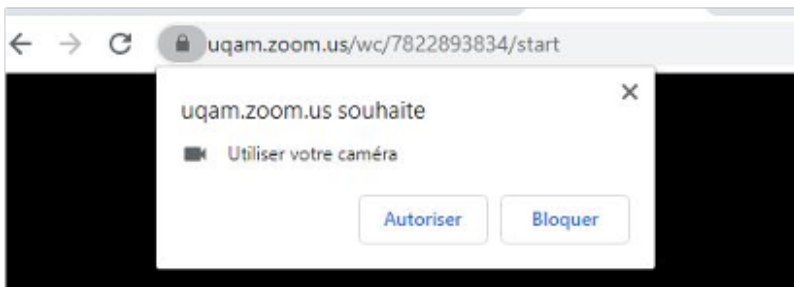 uqam.zoom.us/wc/7822893834/start
uqam.zoom.us souhaite
Utiliser votre caméra
Autoriser Bloquer